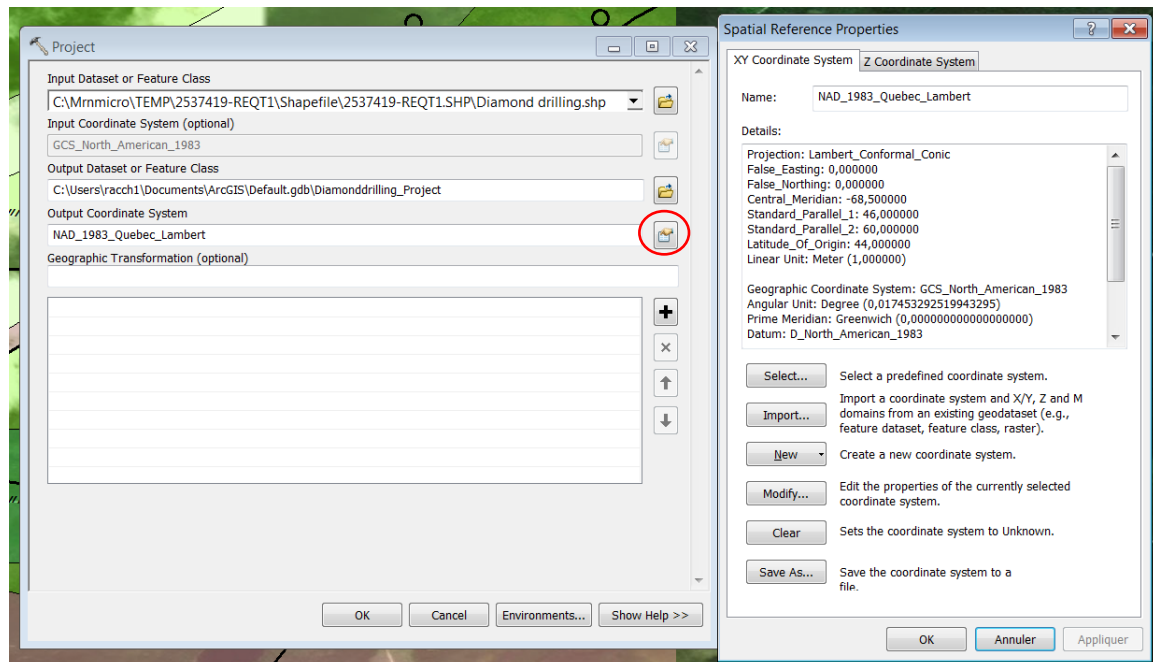 Project
Input Dataset or Feature Class
C:\Mrnmicro\TEMP\2537419-REQT1\Shapefile\2537419-REQT1.SHP\Diamond drilling.shp
Input Coordinate System (optional)
GCS_North_American_1983
Output Dataset or Feature Class
C:\Users\racch1\Documents\ArcGIS\Default.gdb\Diamonddrilling_Project
Output Coordinate System
NAD_1983_Quebec_Lambert
Geographic Transformation (optional)
OK Cancel Environments... Show Help >>
Spatial Reference Properties
XY Coordinate System Z Coordinate System
Name: NAD_1983_Quebec_Lambert
Details:
Projection: Lambert_Conformal_Conic
False_Easting: 0,000000
False_Northing: 0,000000
Central_Meridian: -68,500000
Standard_Parallel_1: 46,000000
Standard_Parallel_2: 60,000000
Latitude_Of_Origin: 44,000000
Linear Unit: Meter (1,000000)
Geographic Coordinate System: GCS_North_American_1983
Angular Unit: Degree (0,017453292519943295)
Prime Meridian: Greenwich (0,000000000000000000)
Datum: D_North_American_1983
Select... Select a predefined coordinate system.
Import... Import a coordinate system and X/Y, Z and M
domains from an existing geodataset (e.g.,
feature dataset, feature class, raster).
New Create a new coordinate system.
Modify... Edit the properties of the currently selected
coordinate system.
Clear Sets the coordinate system to Unknown.
Save As... Save the coordinate system to a
file.
OK Annuler Appliquer